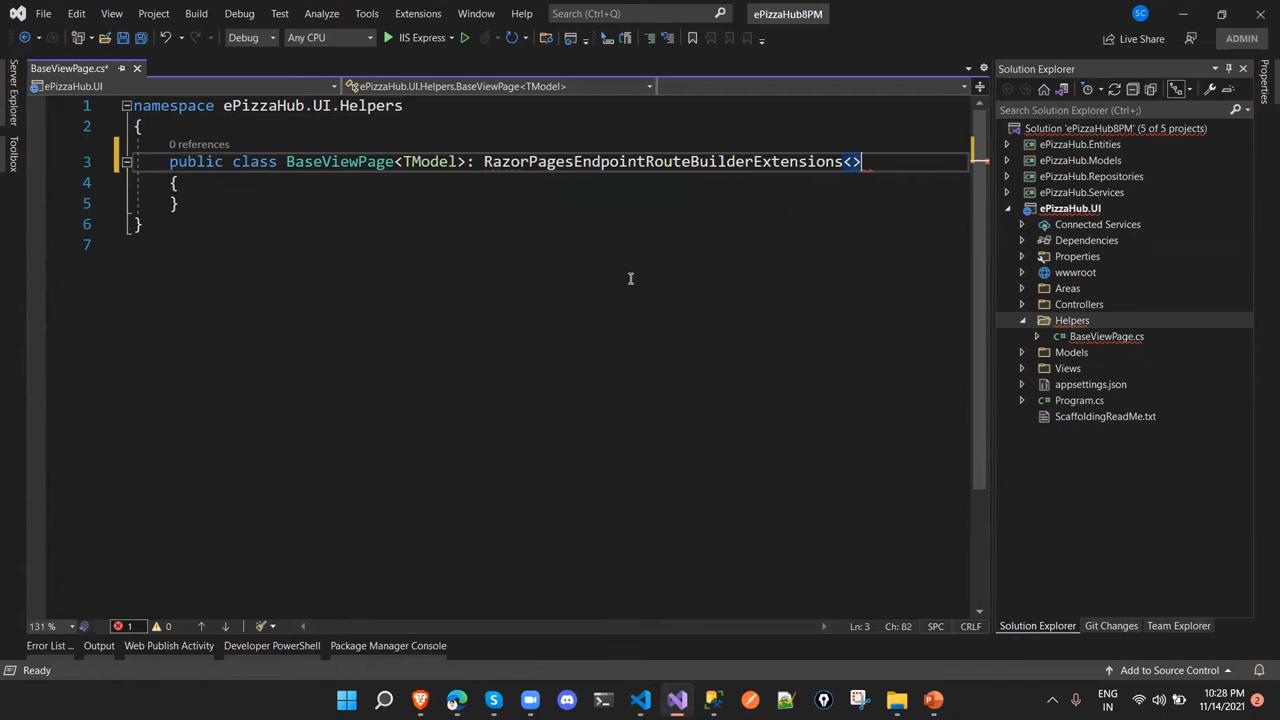 File Edit View Git Project Build Debug Test Analyze Tools Extensions Window Help Search (Ctrl+Q) ePizzaHub8PM SC
Debug Any CPU IIS Express Live Share ADMIN
BaseViewPage.cs* Solution Explorer
ePizzaHub.UI ePizzaHub.UI.Helpers.BaseViewPage<TModel>
Search Solution Explorer (Ctrl+;)
Server Explorer
Toolbox
Properties
1 namespace ePizzaHub.UI.Helpers
2 {
0 references
3 public class BaseViewPage<TModel>: RazorPagesEndpointRouteBuilderExtensions<>
4 {
5 }
6 }
7
Solution 'ePizzaHub8PM' (5 of 5 projects)
ePizzaHub.Entities
ePizzaHub.Models
ePizzaHub.Repositories
ePizzaHub.Services
ePizzaHub.UI
Connected Services
Dependencies
Properties
wwwroot
Areas
Controllers
Helpers
C# BaseViewPage.cs
Models
Views
appsettings.json
C# Program.cs
ScaffoldingReadMe.txt
131 % 1 0 Ln: 3 Ch: 82 SPC CRLF
Solution Explorer Git Changes Team Explorer
Error List ... Output Web Publish Activity Developer PowerShell Package Manager Console
Ready Add to Source Control
ENG
IN
10:28 PM
11/14/2021
2